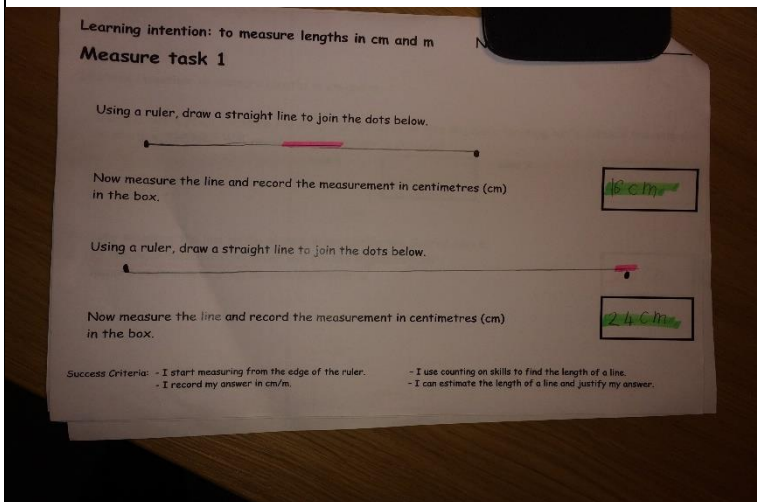 Learning intention: to measure lengths in cm and m
N
Measure task 1
Using a ruler, draw a straight line to join the dots below.
Now measure the line and record the measurement in centimetres (cm)
in the box.
cm
Using a ruler, draw a straight line to join the dots below.
Now measure the line and record the measurement in centimetres (cm)
in the box.
24cm
Success Criteria: - I start measuring from the edge of the ruler.
- I record my answer in cm/m.
- I use counting on skills to find the length of a line.
- I can estimate the length of a line and justify my answer.